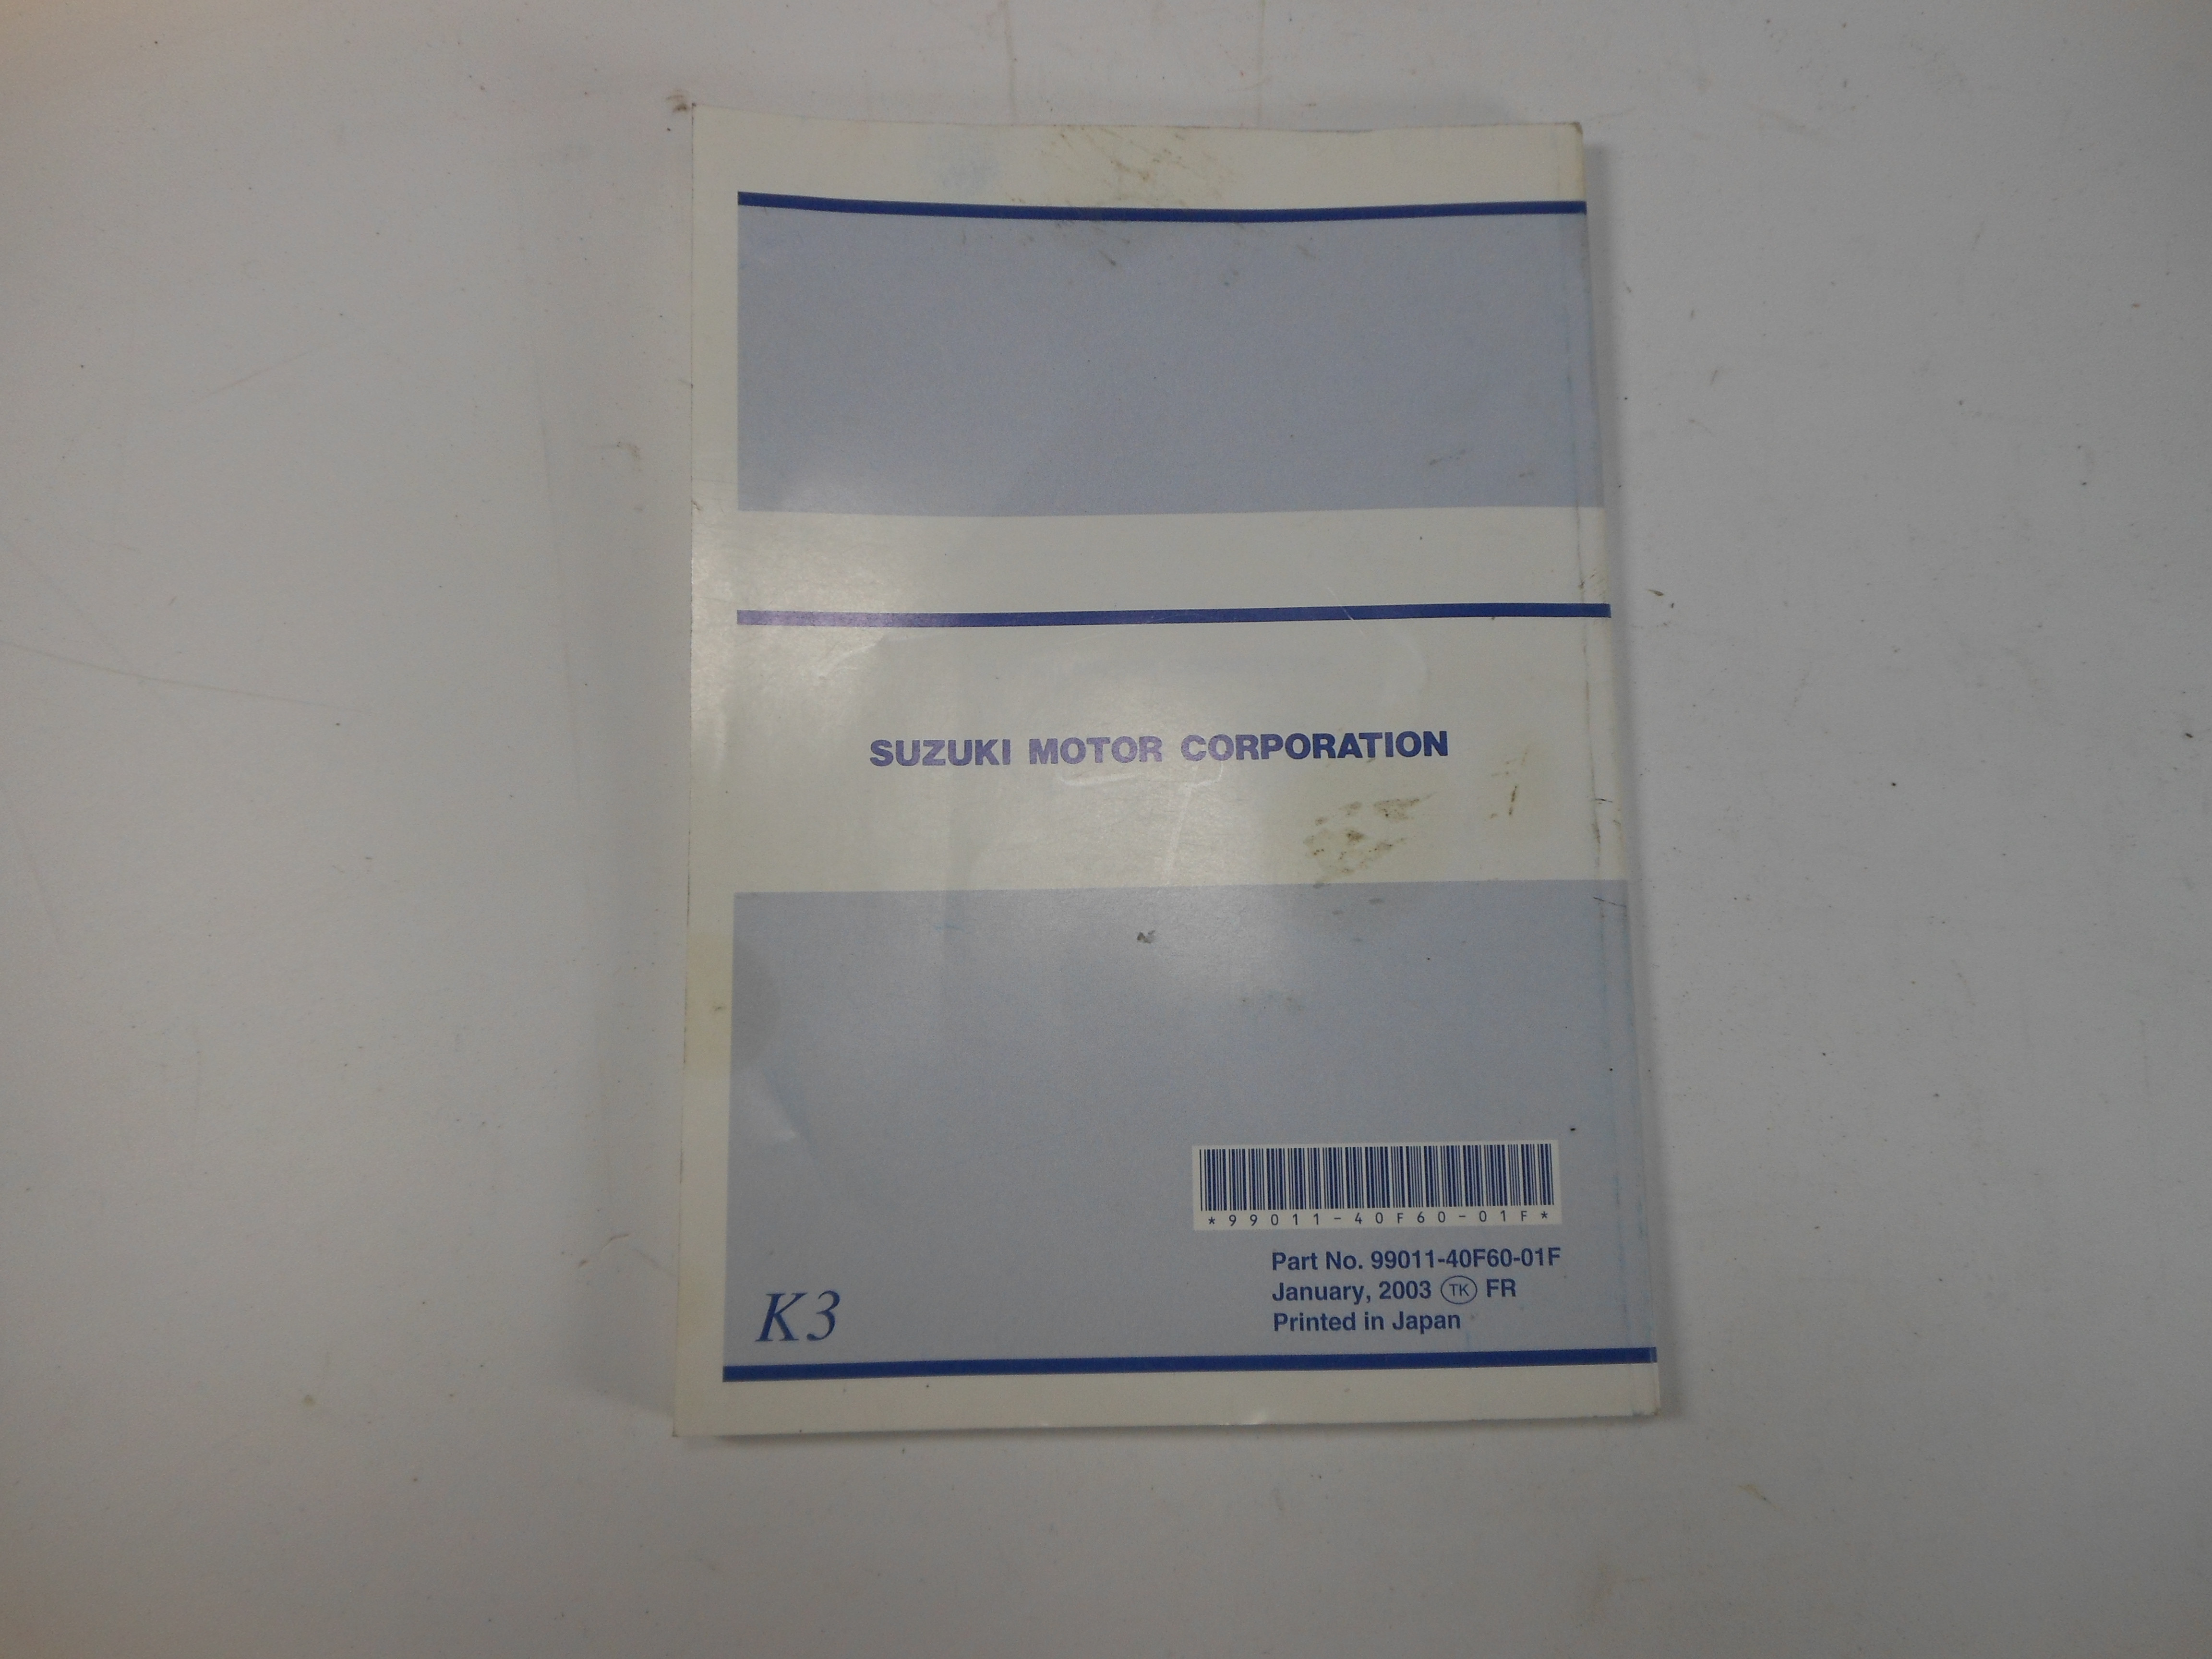 SUZUKI MOTOR CORPORATION
*99011-40F60-01F*
Part No. 99011-40F60-01F
January, 2003 TK FR
Printed in Japan
K3